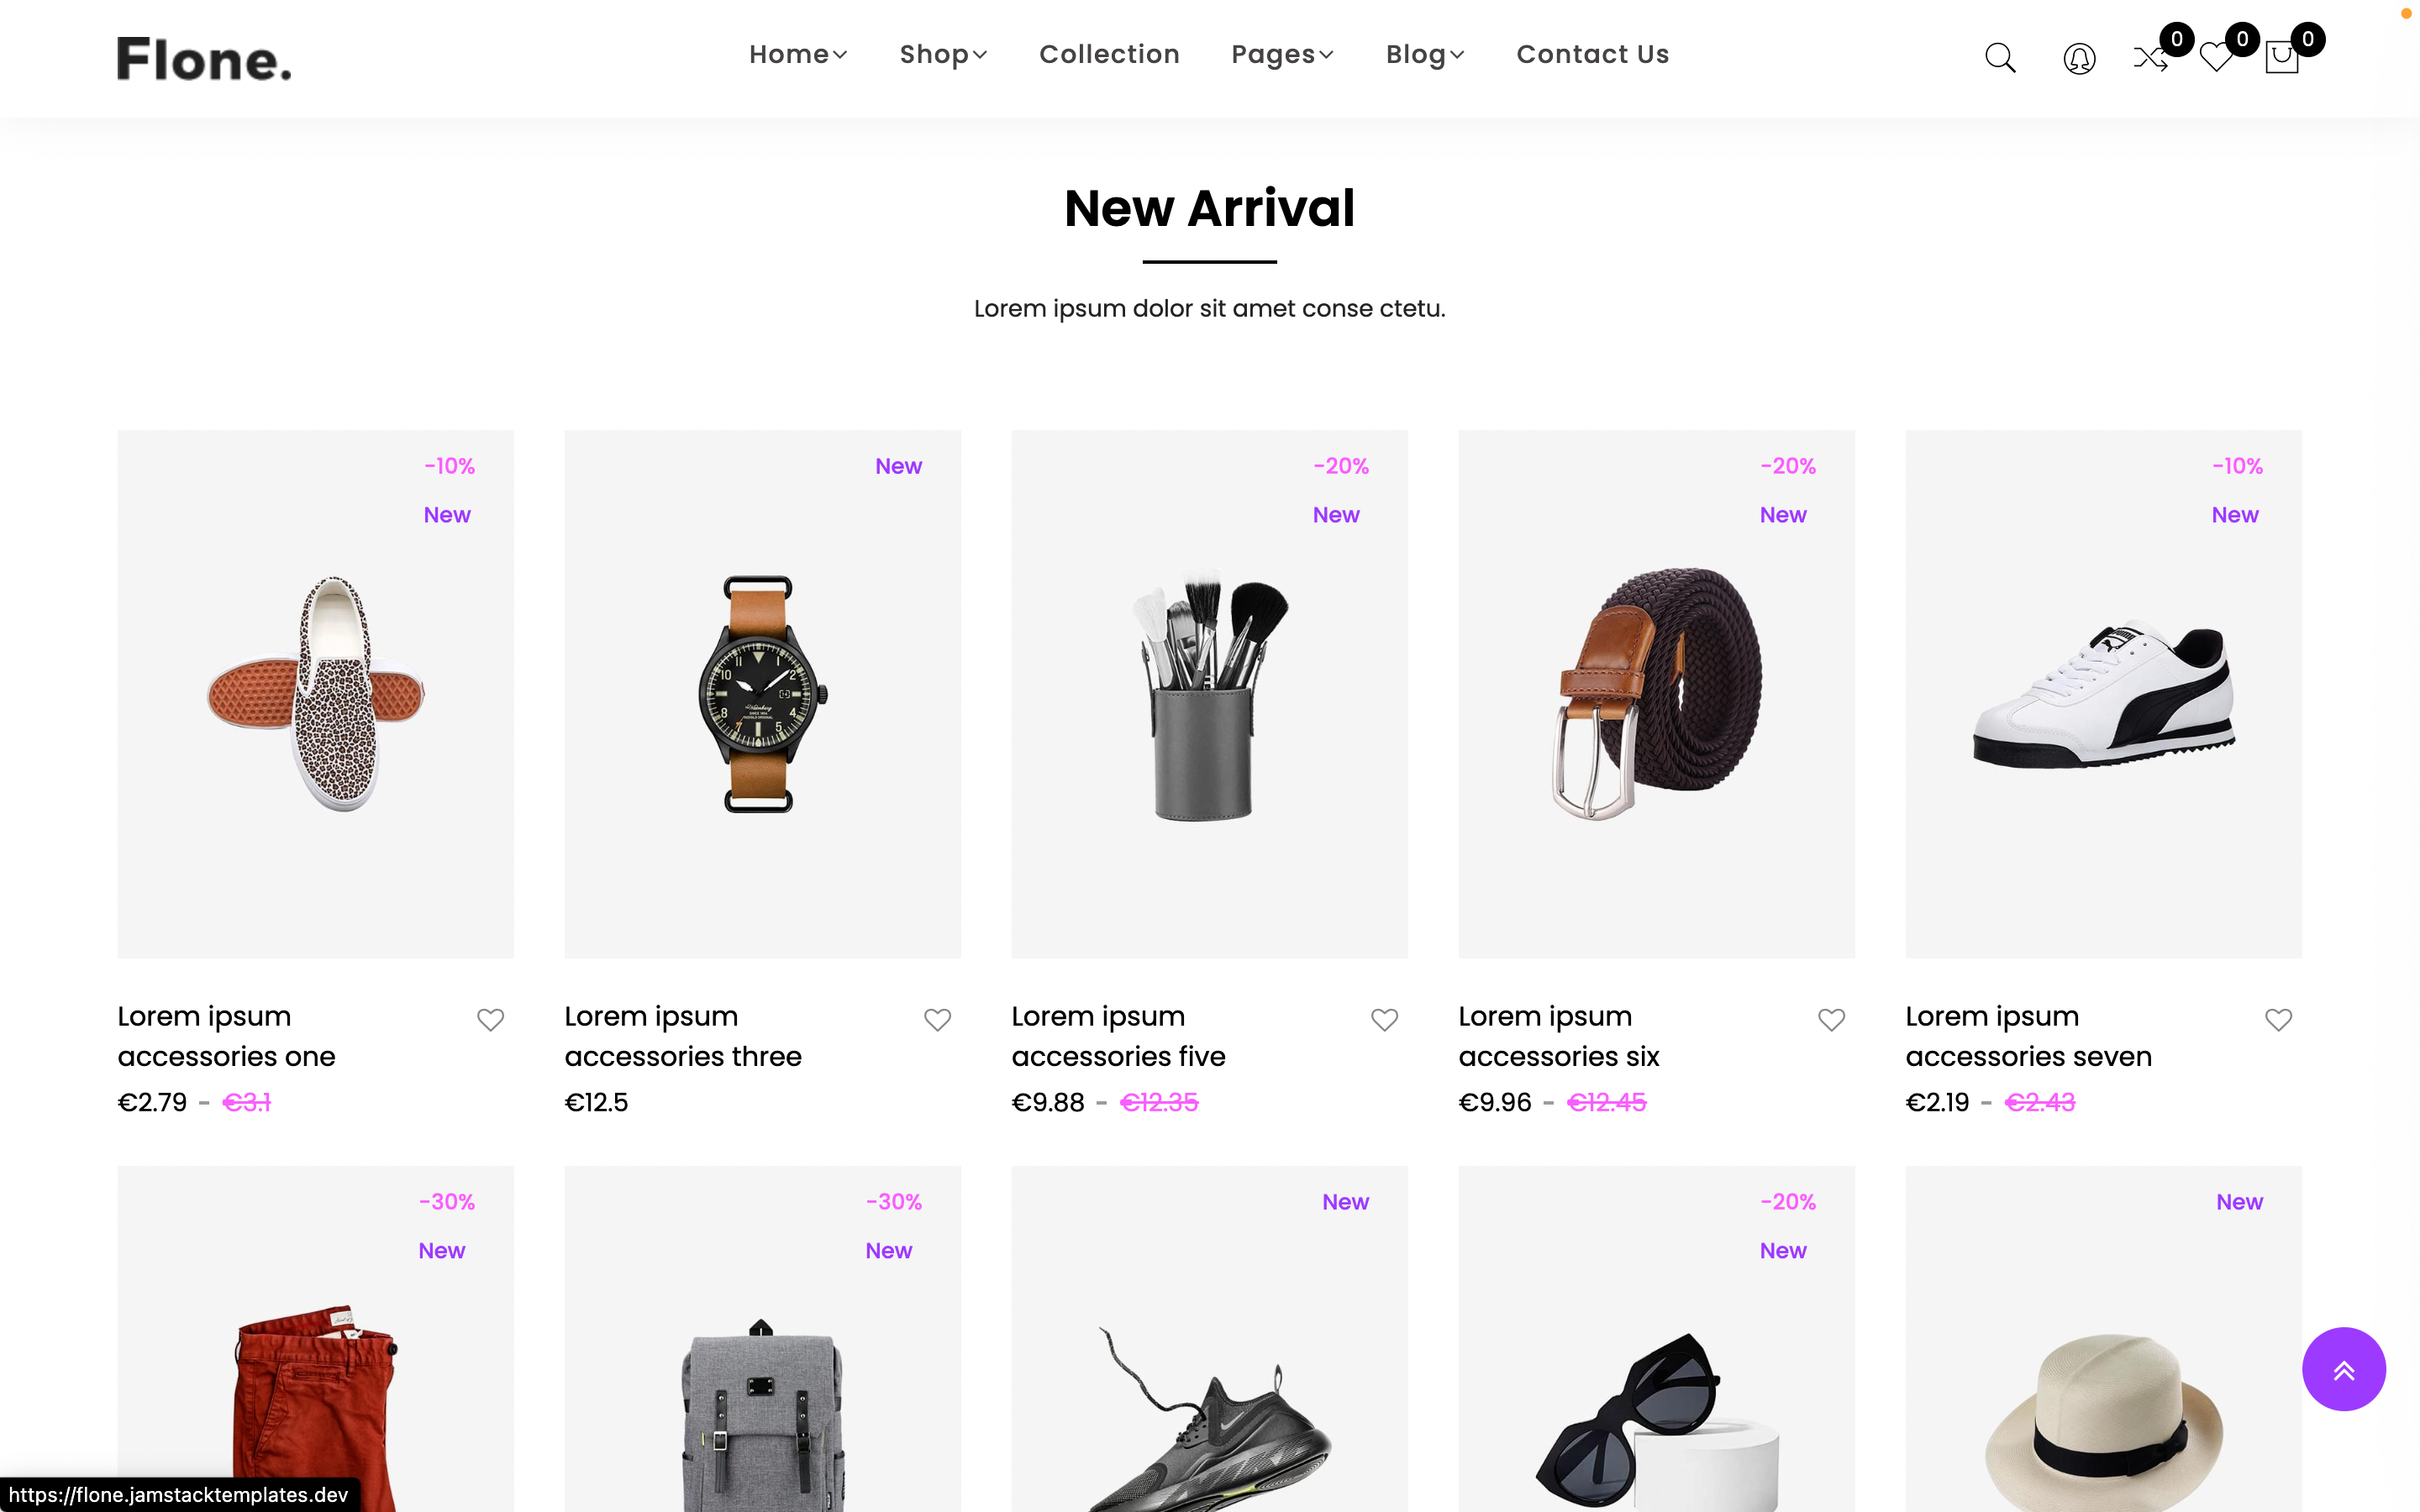 Flone.
Home Shop Collection Pages Blog Contact Us
0 0 0
New Arrival
Lorem ipsum dolor sit amet conse ctetu.
-10%
New
New
-20%
New
-20%
New
-10%
New
Lorem ipsum
accessories one
€2.79 - €3.1
Lorem ipsum
accessories three
€12.5
Lorem ipsum
accessories five
€9.88 - €12.35
Lorem ipsum
accessories six
€9.96 - €12.45
Lorem ipsum
accessories seven
€2.19 - €2.43
-30%
New
-30%
New
New
-20%
New
New
https://flone.jamstacktemplates.dev